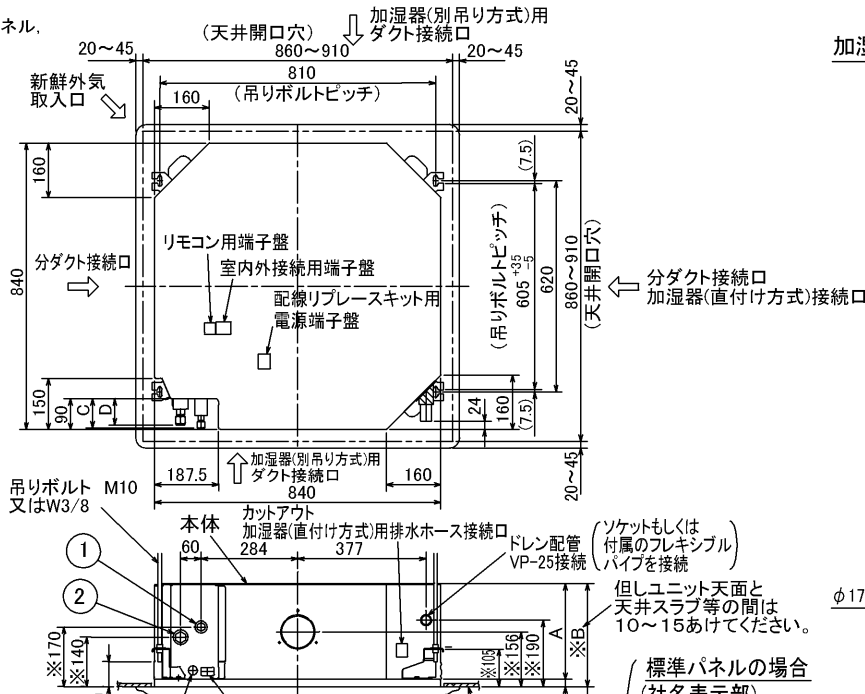 ネル,
(天井開口穴)
加湿器(別吊り方式)用
ダクト接続口
20~45
860~910
20~45
加湿
810
(吊りボルトピッチ)
新鮮外気
取入口
160
20~45
160
(7.5)
840
分ダクト接続口
リモコン用端子盤
室内外接続用端子盤
配線リプレースキット用
電源端子盤
(吊りボルトピッチ)
605 +35 -5
620
860~910
(天井開口穴)
分ダクト接続口
加湿器(直付け方式)接続口
150
90
C
D
24
160
(7.5)
20~45
187.5
加湿器(別吊り方式)用
ダクト接続口
160
840
吊りボルト M10
又はW3/8
本体
カットアウト
加湿器(直付け方式)用排水ホース接続口
ドレン配管
VP-25接続
ソケットもしくは
付属のフレキシブル
パイプを接続
60
284
377
1
2
但しユニット天面と
天井スラブ等の間は
10~15あけてください。
φ17
※170
※140
※105
※156
※190
A
※B
標準パネルの場合
(社名表示部)